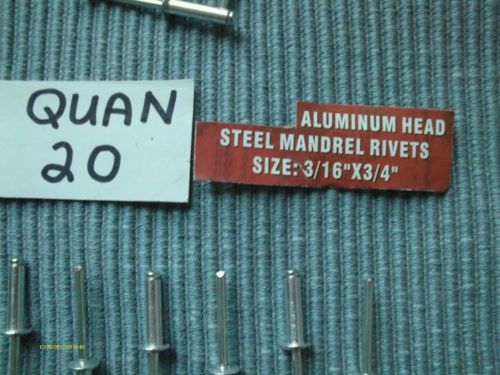 QUAN
20
ALUMINUM HEAD
STEEL MANDREL RIVETS
SIZE: 3/16"X3/4"